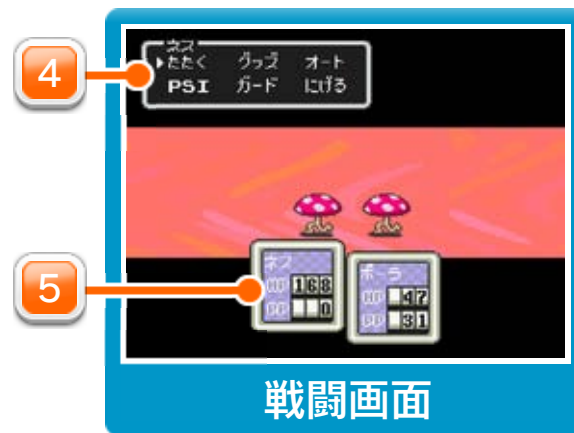 4
ネス
▶たたく グッズ オート
PSI ガード にげる
5
ネス
HP 168
PP 0
ポーラ
HP 47
PP 31
戦闘画面